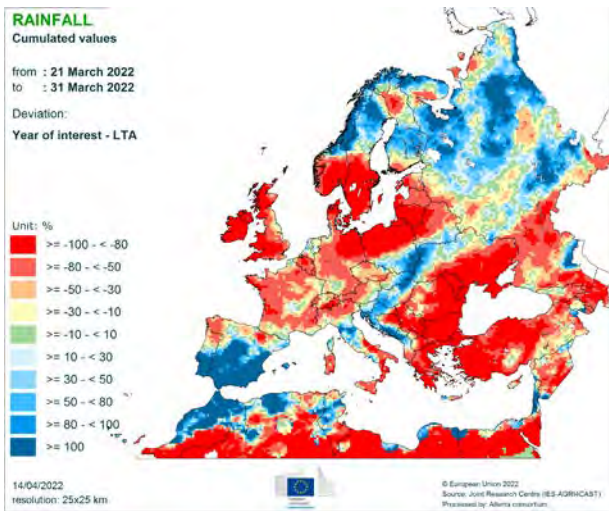 RAINFALL
Cumulated values
from : 21 March 2022
to : 31 March 2022
Deviation:
Year of interest - LTA
Unit: %
>= -100 - < -80
>= -80 - < -50
>= -50 - < -30
>= -30 - < -10
>= -10 - < 10
>= 10 - < 30
>= 30 - < 50
>= 50 - < 80
>= 80 - < 100
>= 100
14/04/2022
resolution: 25x25 km
© European Union 2022
Source: Joint Research Centre (IES-AGRI4CAST)
Processed by: Alterra consortium